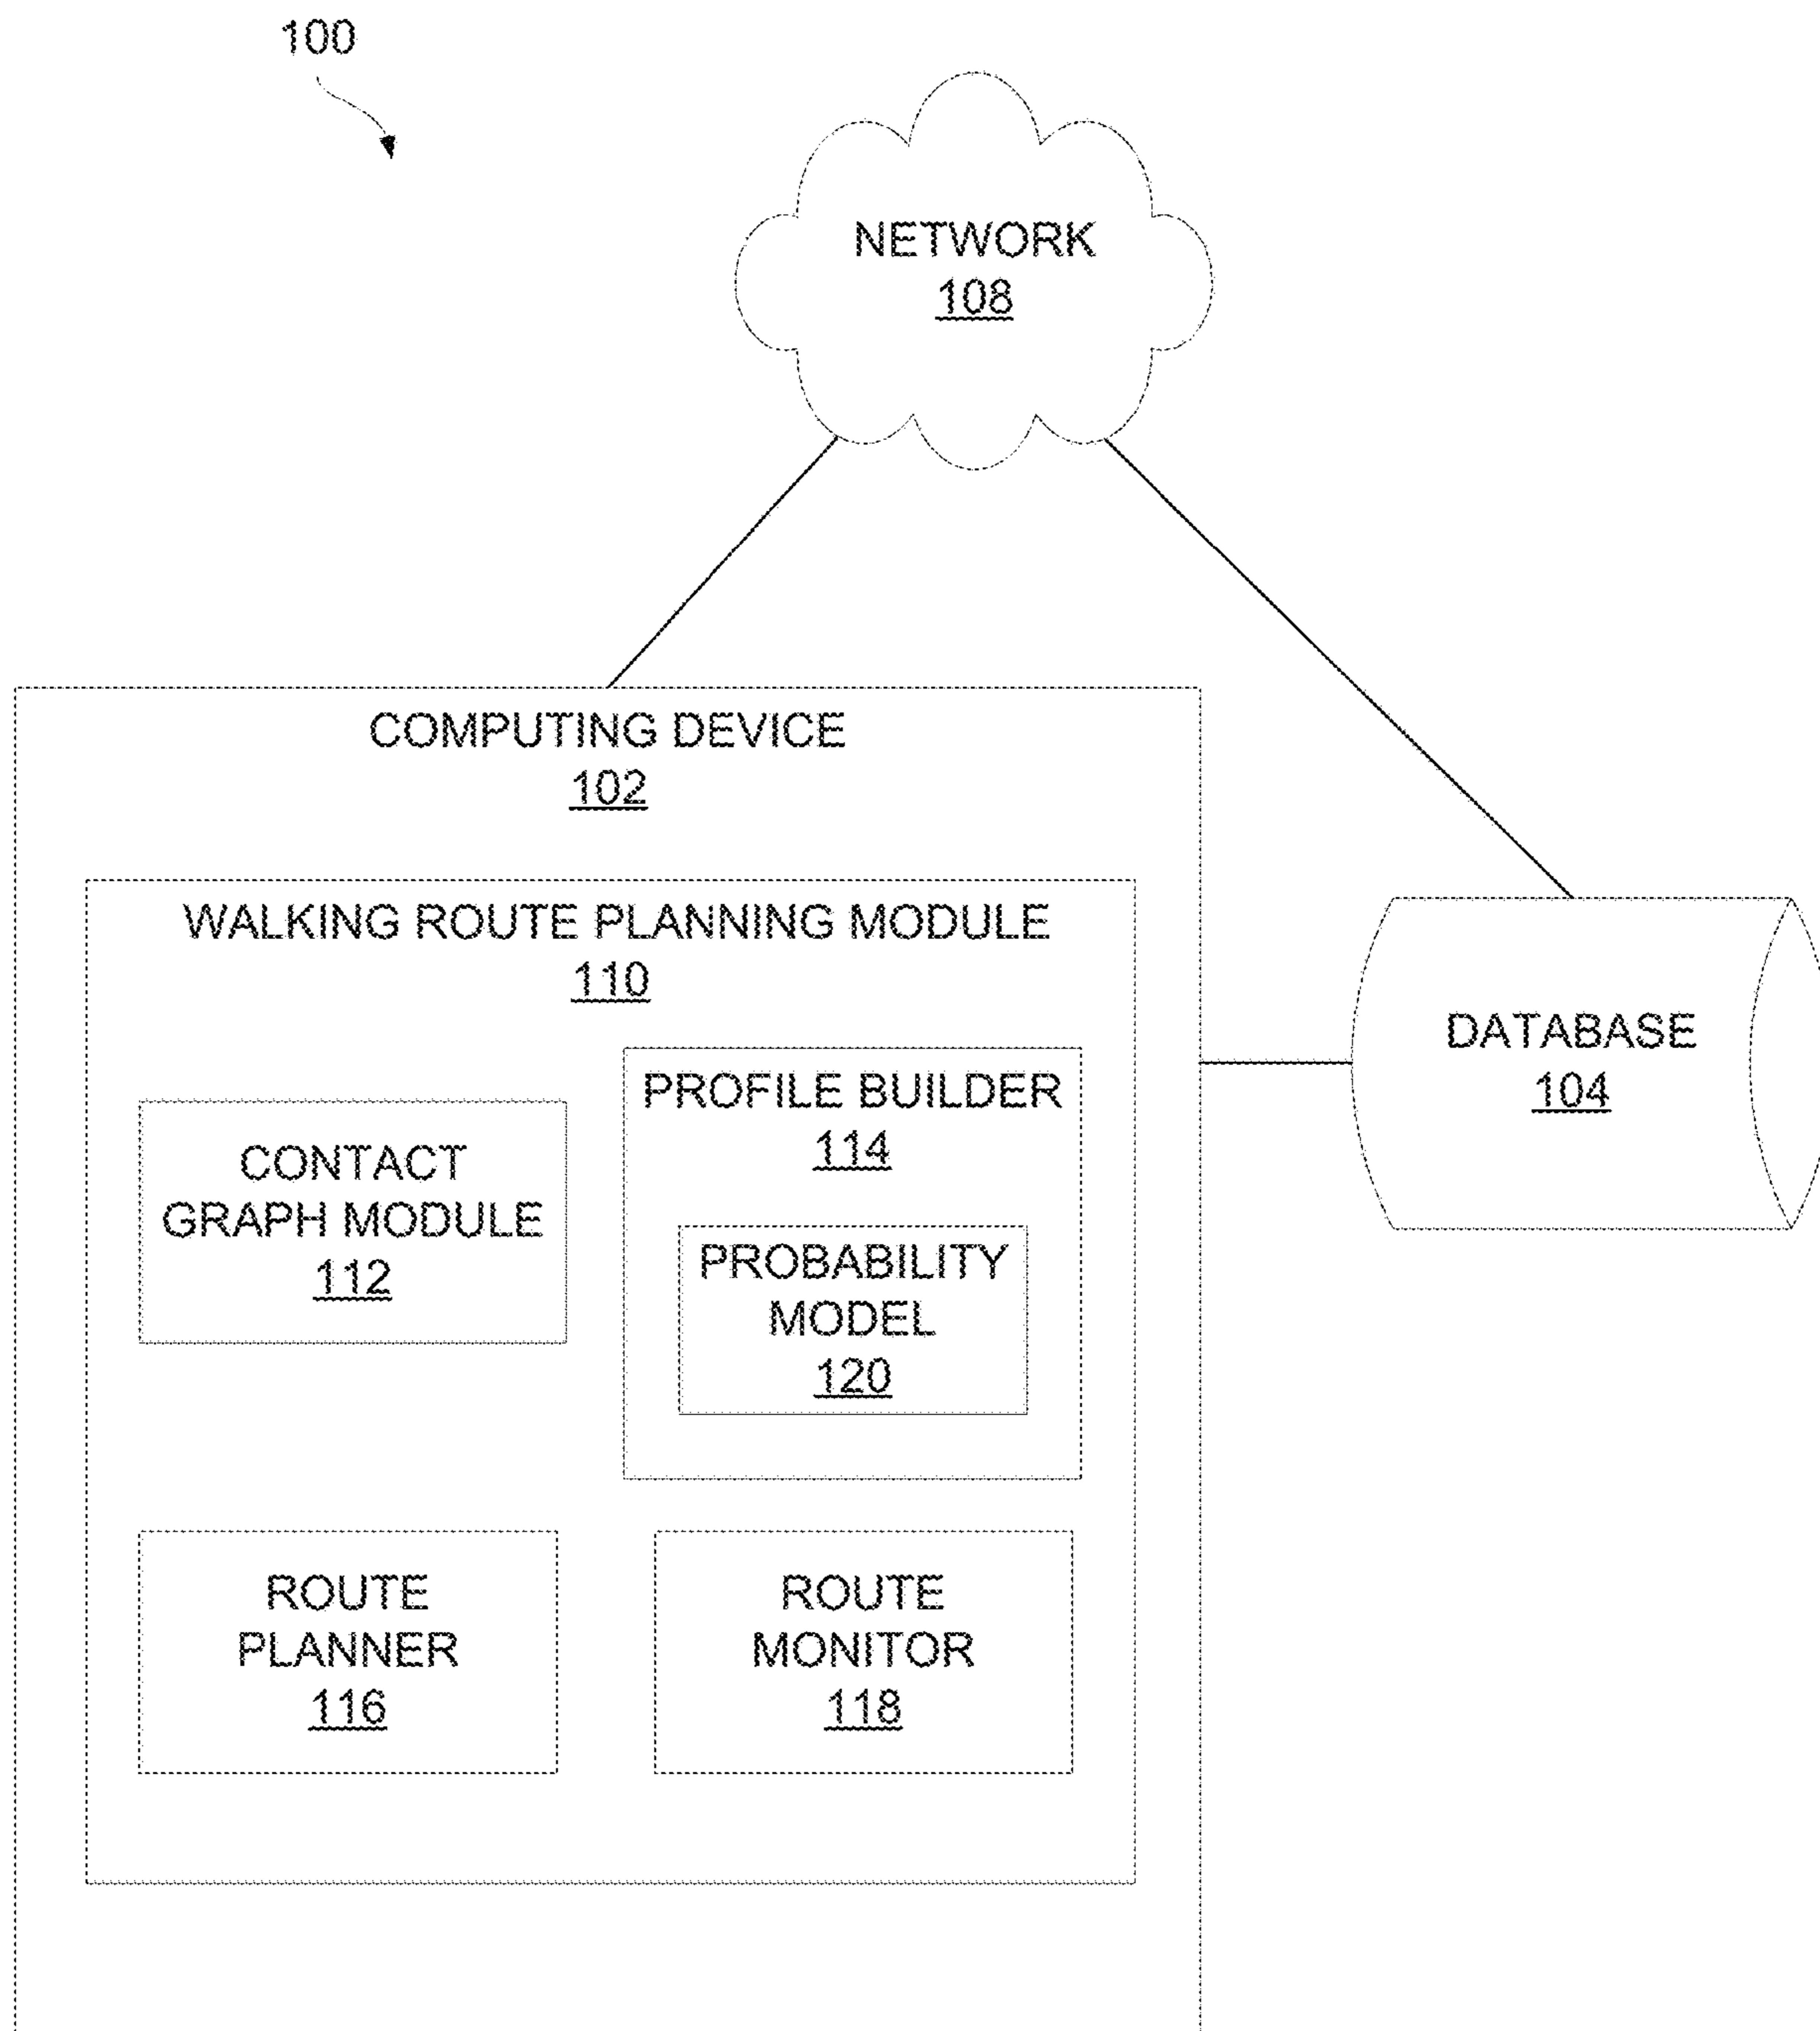 100
NETWORK
108
COMPUTING DEVICE
102
WALKING ROUTE PLANNING MODULE
110
CONTACT
GRAPH MODULE
112
PROFILE BUILDER
114
PROBABILITY
MODEL
120
ROUTE
PLANNER
116
ROUTE
MONITOR
118
DATABASE
104